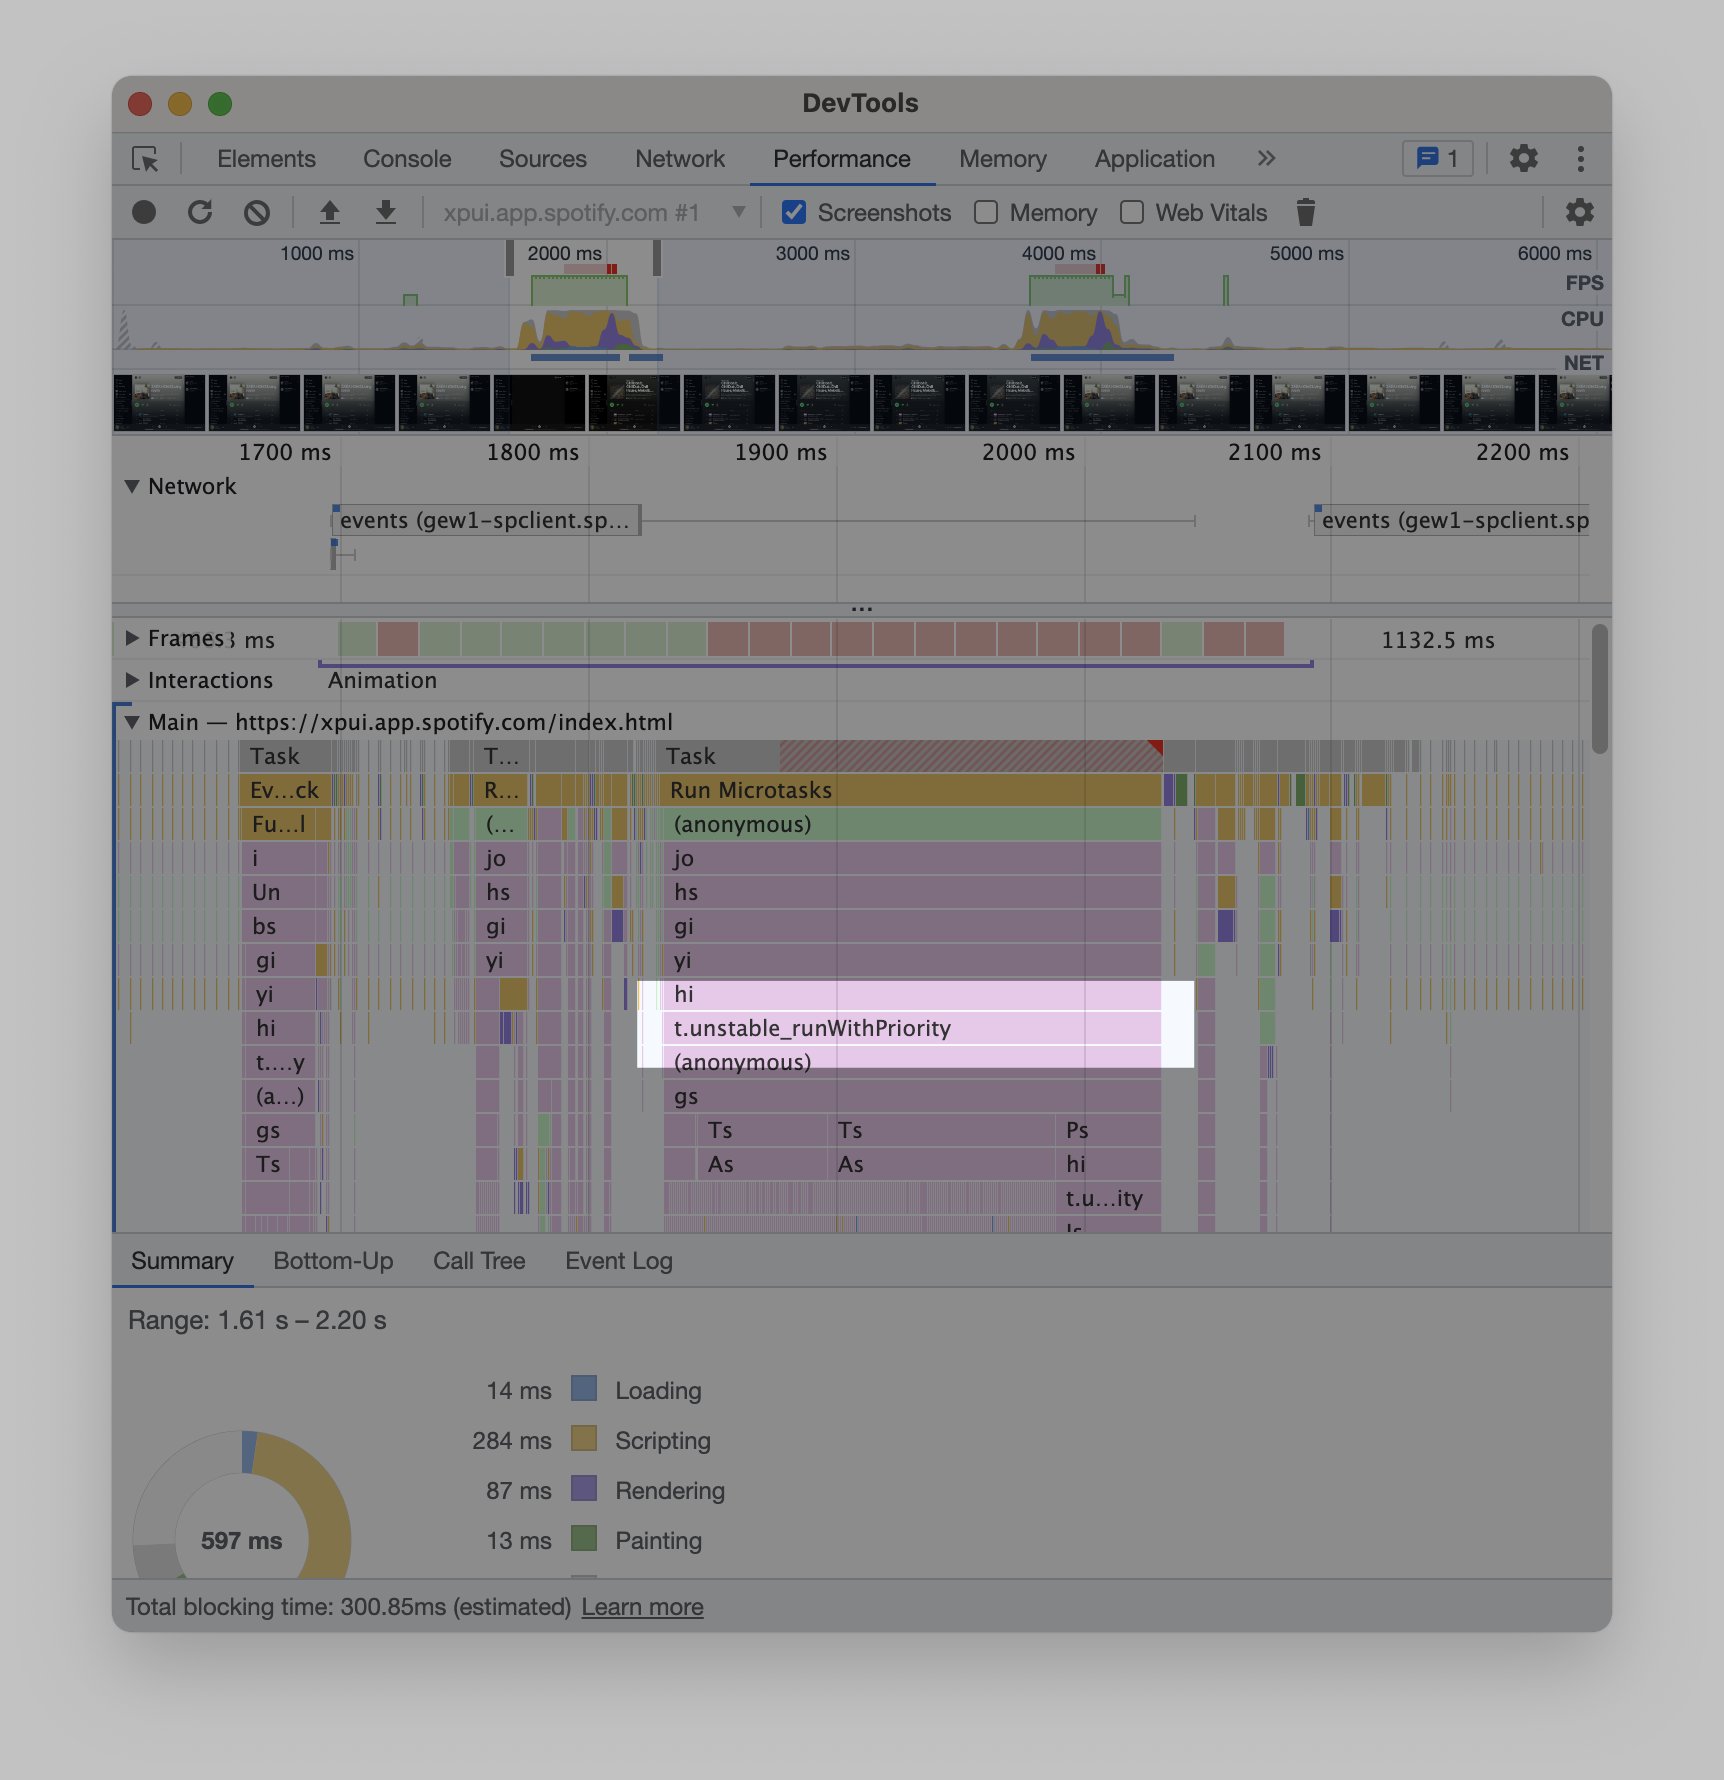 DevTools
Elements Console Sources Network Performance Memory Application » 1
xpui.app.spotify.com #1 Screenshots Memory Web Vitals
1000 ms 2000 ms 3000 ms 4000 ms 5000 ms 6000 ms
FPS
CPU
NET
1700 ms 1800 ms 1900 ms 2000 ms 2100 ms 2200 ms
Network
events (gew1-spclient.sp... events (gew1-spclient.sp
...
Frames ms 1132.5 ms
Interactions Animation
Main — https://xpui.app.spotify.com/index.html
Task T... Task
Ev...ck R... Run Microtasks
Fu...l (... (anonymous)
i jo jo
Un hs hs
bs gi gi
gi yi yi
yi hi
hi t.unstable_runWithPriority
t....y (anonymous)
(a...) gs
gs Ts Ts Ps
Ts As As hi
t.u...ity
Summary Bottom-Up Call Tree Event Log
Range: 1.61 s – 2.20 s
14 ms Loading
284 ms Scripting
87 ms Rendering
597 ms
13 ms Painting
Total blocking time: 300.85ms (estimated) Learn more